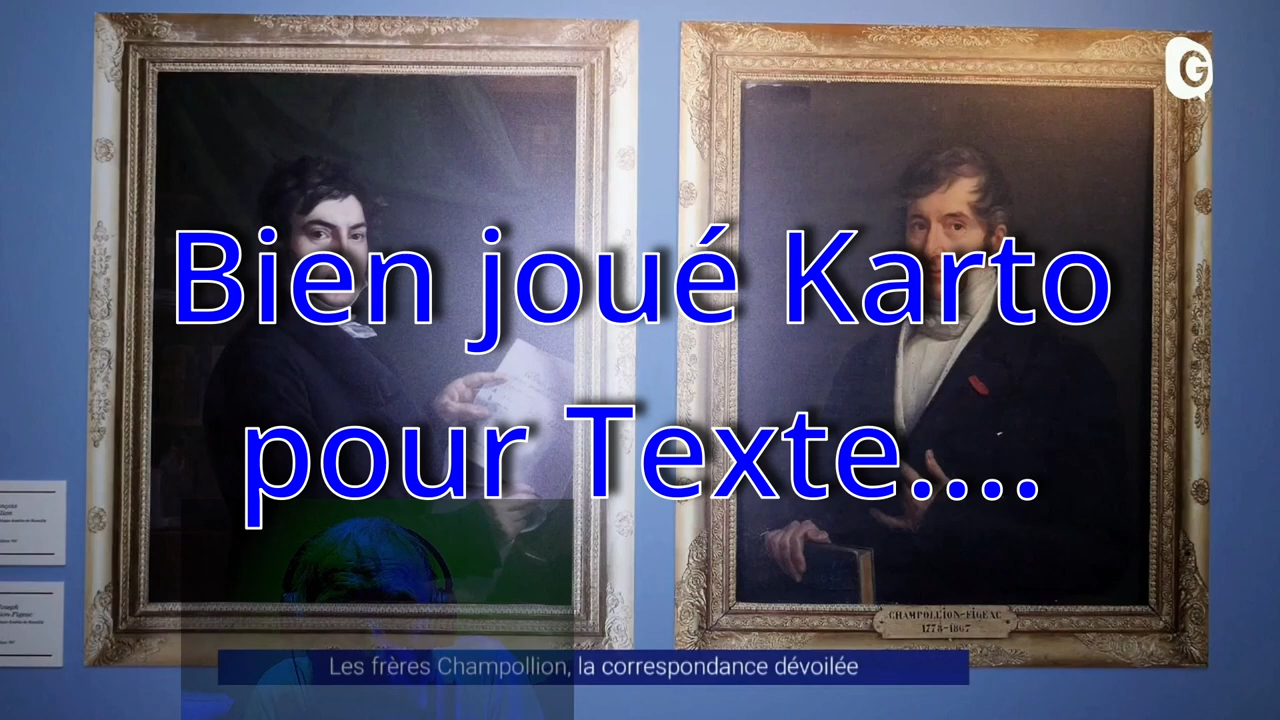 G
Bien joué Karto
pour Texte....
CHAMPOLLION-FIGEAC
1778-1867
Les frères Champollion, la correspondance dévoilée